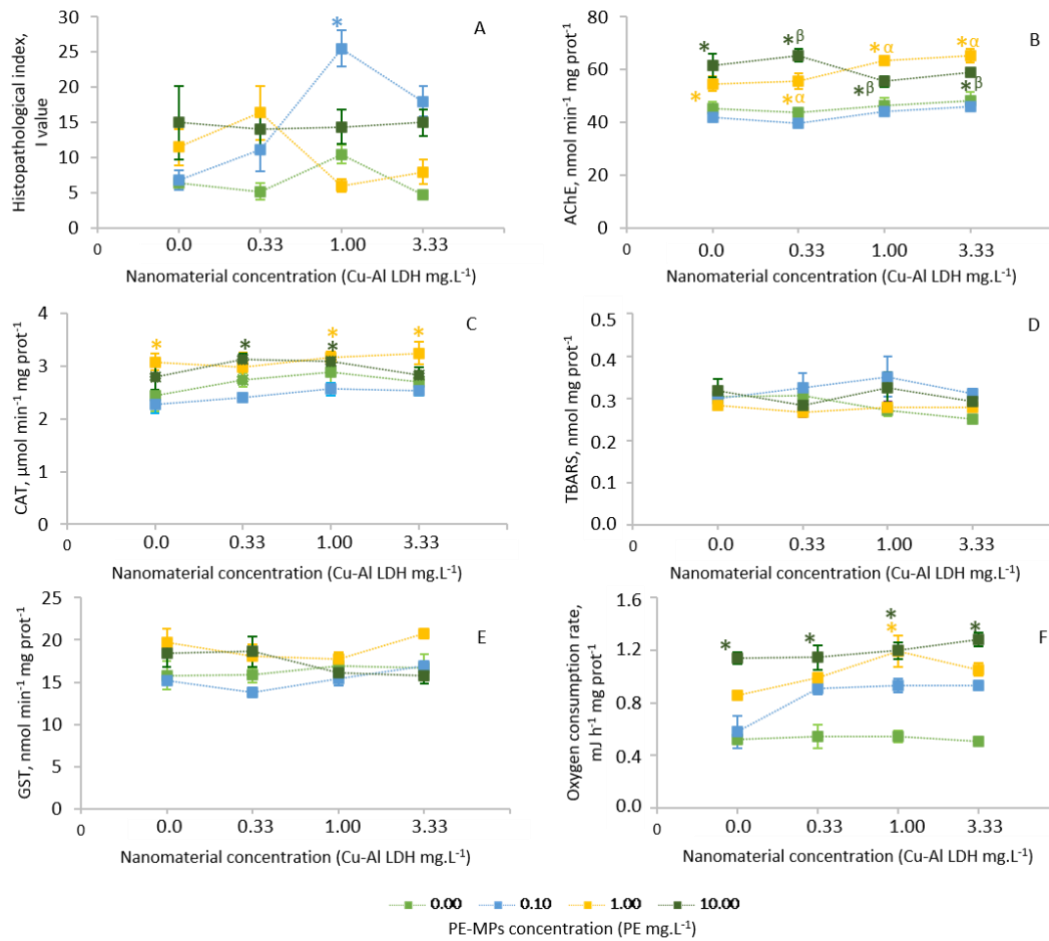 A
Histopathological index,
I value
30
25
20
15
10
5
0
0
0.0 0.33 1.00 3.33
Nanomaterial concentration (Cu-Al LDH mg.L⁻¹)
*
B
AChE, nmol min⁻¹ mg prot⁻¹
80
60
40
20
0
0
0.0 0.33 1.00 3.33
Nanomaterial concentration (Cu-Al LDH mg.L⁻¹)
* *β *α *α
* *α *β *β
C
CAT, µmol min⁻¹ mg prot⁻¹
4
3
2
1
0
0
0.0 0.33 1.00 3.33
Nanomaterial concentration (Cu-Al LDH mg.L⁻¹)
* * * *
*
D
TBARS, nmol mg prot⁻¹
0.5
0.4
0.3
0.2
0.1
0.0
0
0.0 0.33 1.00 3.33
Nanomaterial concentration (Cu-Al LDH mg.L⁻¹)
E
GST, nmol min⁻¹ mg prot⁻¹
25
20
15
10
5
0
0
0.0 0.33 1.00 3.33
Nanomaterial concentration (Cu-Al LDH mg.L⁻¹)
F
Oxygen consumption rate,
mJ h⁻¹ mg prot⁻¹
1.6
1.2
0.8
0.4
0.0
0
0.0 0.33 1.00 3.33
Nanomaterial concentration (Cu-Al LDH mg.L⁻¹)
* * * *
*
0.00 0.10 1.00 10.00
PE-MPs concentration (PE mg.L⁻¹)